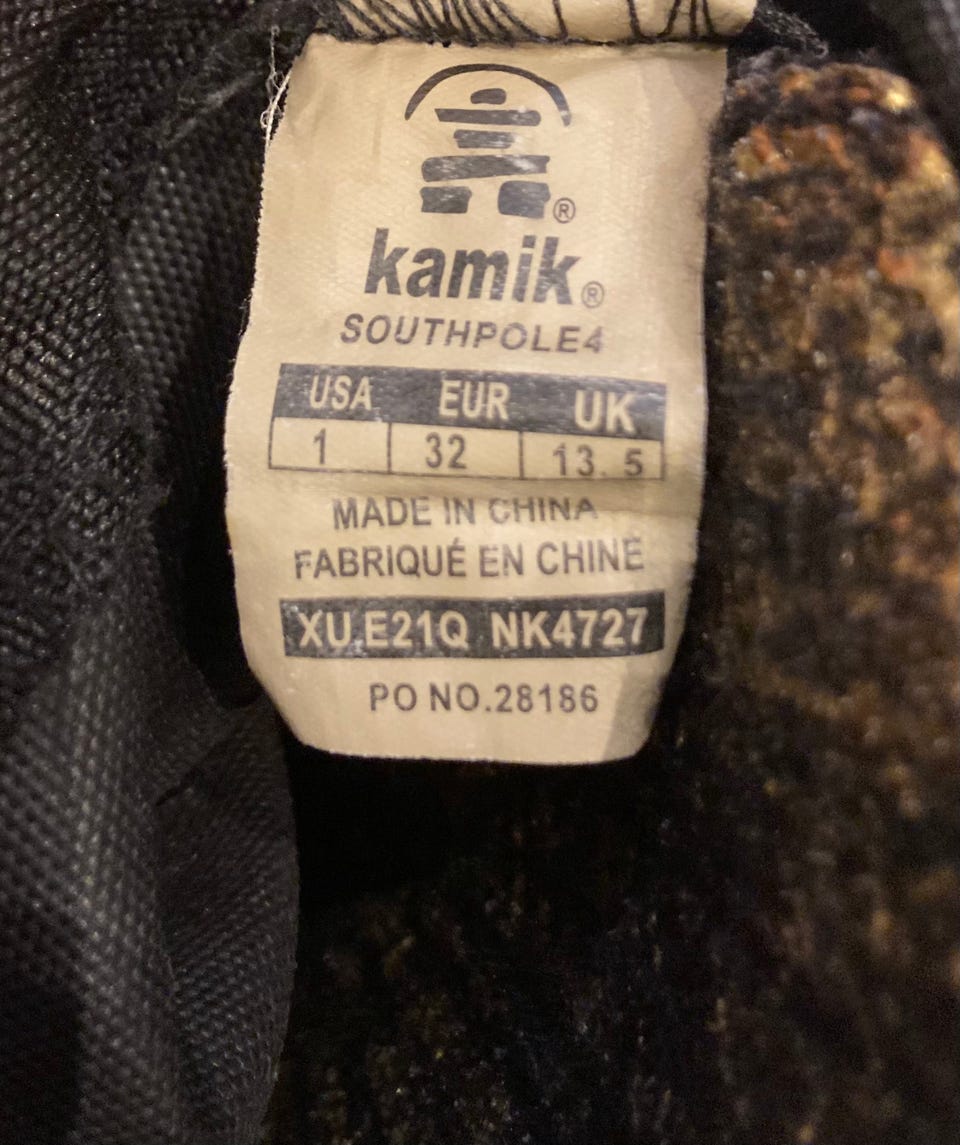 ®
kamik®
SOUTHPOLE4
USA EUR UK
1 32 13.5
MADE IN CHINA
FABRIQUÉ EN CHINE
XU.E21Q NK4727
PO NO.28186